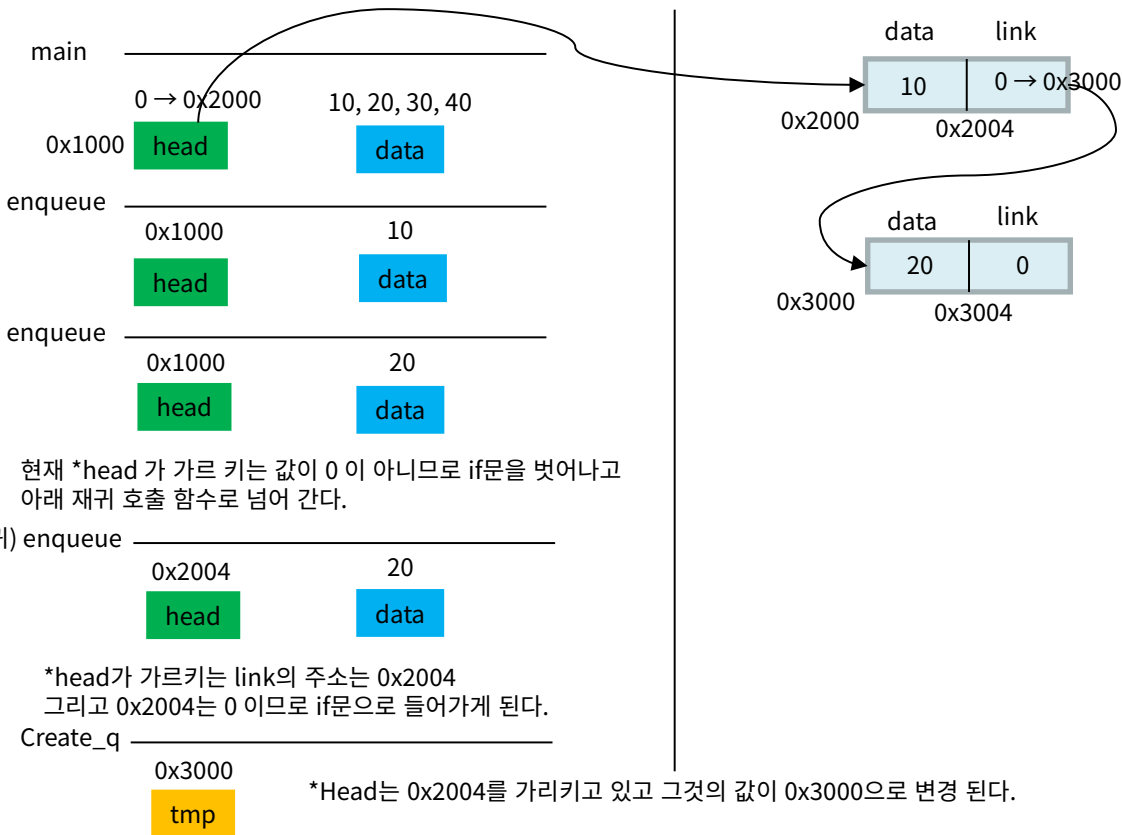 main
0 → 0x2000
10, 20, 30, 40
0x1000
head
data
enqueue
0x1000
10
head
data
enqueue
0x1000
20
head
data
현재 *head 가 가르 키는 값이 0 이 아니므로 if문을 벗어나고
아래 재귀 호출 함수로 넘어 간다.
) enqueue
0x2004
20
head
data
*head가 가르키는 link의 주소는 0x2004
그리고 0x2004는 0 이므로 if문으로 들어가게 된다.
Create_q
0x3000
tmp
*Head는 0x2004를 가리키고 있고 그것의 값이 0x3000으로 변경 된다.
data
link
10
0 → 0x3000
0x2000
0x2004
data
link
20
0
0x3000
0x3004